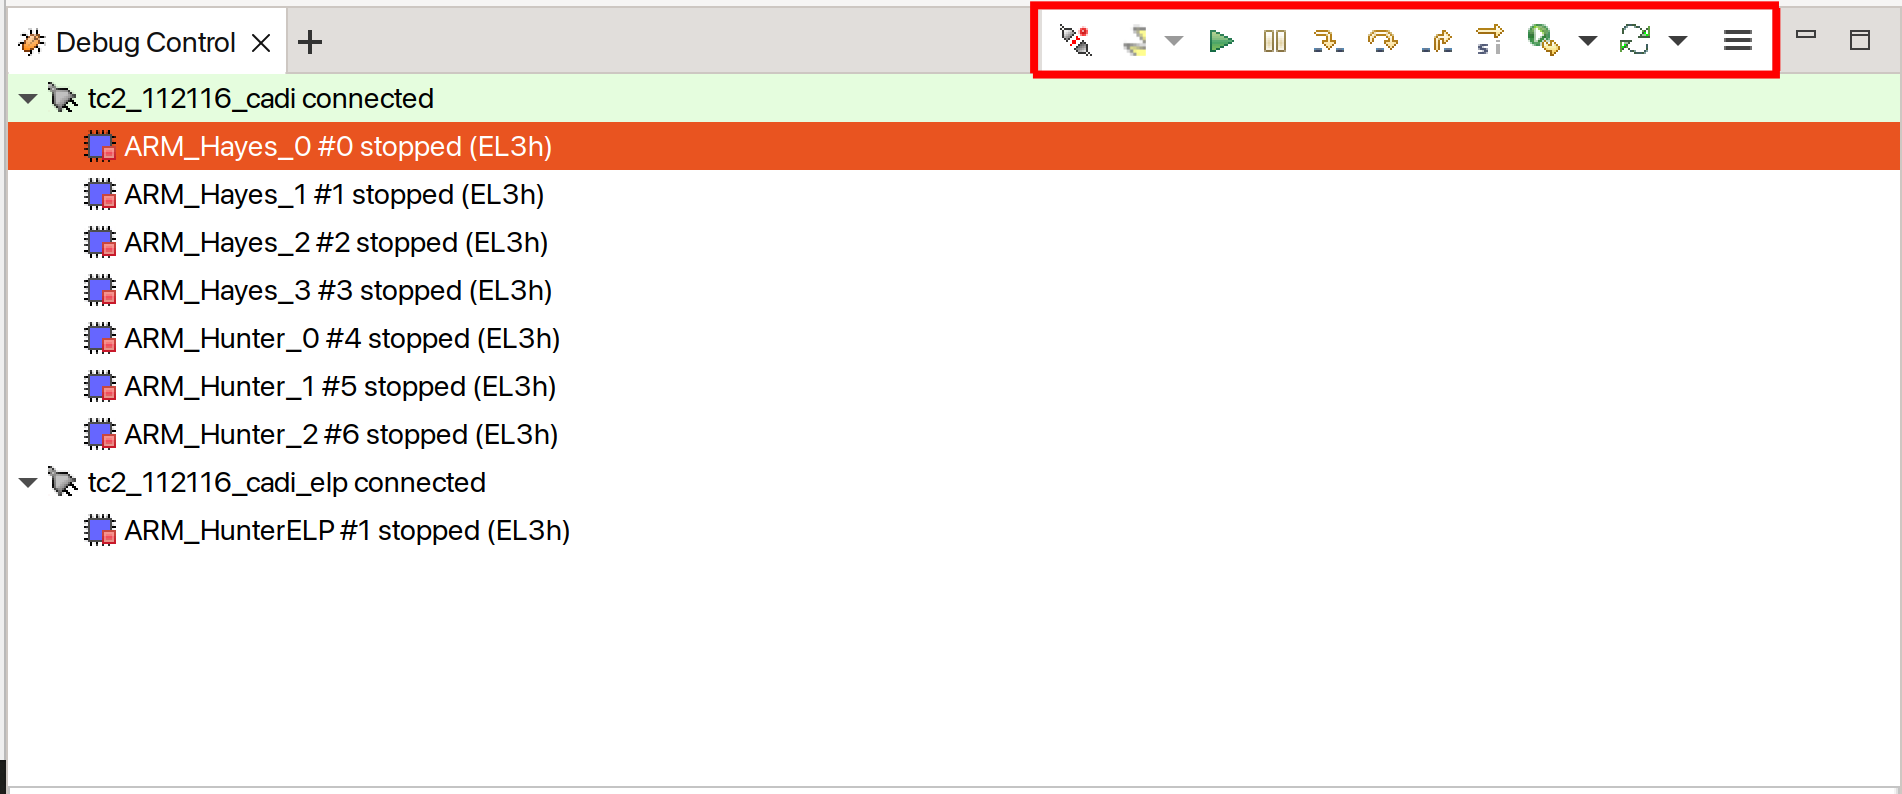 Debug Control
tc2_112116_cadi connected
ARM_Hayes_0 #0 stopped (EL3h)
ARM_Hayes_1 #1 stopped (EL3h)
ARM_Hayes_2 #2 stopped (EL3h)
ARM_Hayes_3 #3 stopped (EL3h)
ARM_Hunter_0 #4 stopped (EL3h)
ARM_Hunter_1 #5 stopped (EL3h)
ARM_Hunter_2 #6 stopped (EL3h)
tc2_112116_cadi_elp connected
ARM_HunterELP #1 stopped (EL3h)